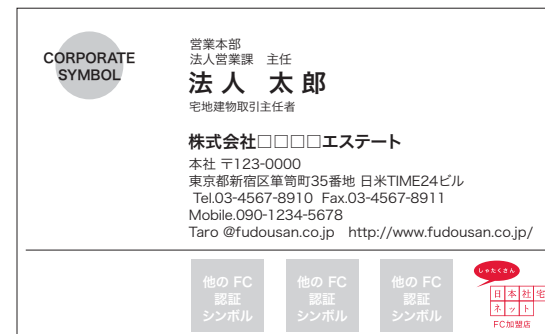 CORPORATE
SYMBOL
営業本部
法人営業課　主任
法 人　太 郎
宅地建物取引主任者
株式会社□□□□エステート
本社 〒123-0000
東京都新宿区箪笥町35番地 日米TIME24ビル
Tel.03-4567-8910 Fax.03-4567-8911
Mobile.090-1234-5678
Taro @fudousan.co.jp　http://www.fudousan.co.jp/
他の FC
認証
シンボル
他の FC
認証
シンボル
他の FC
認証
シンボル
しゃたくさん
日本社宅
ネット
FC加盟店